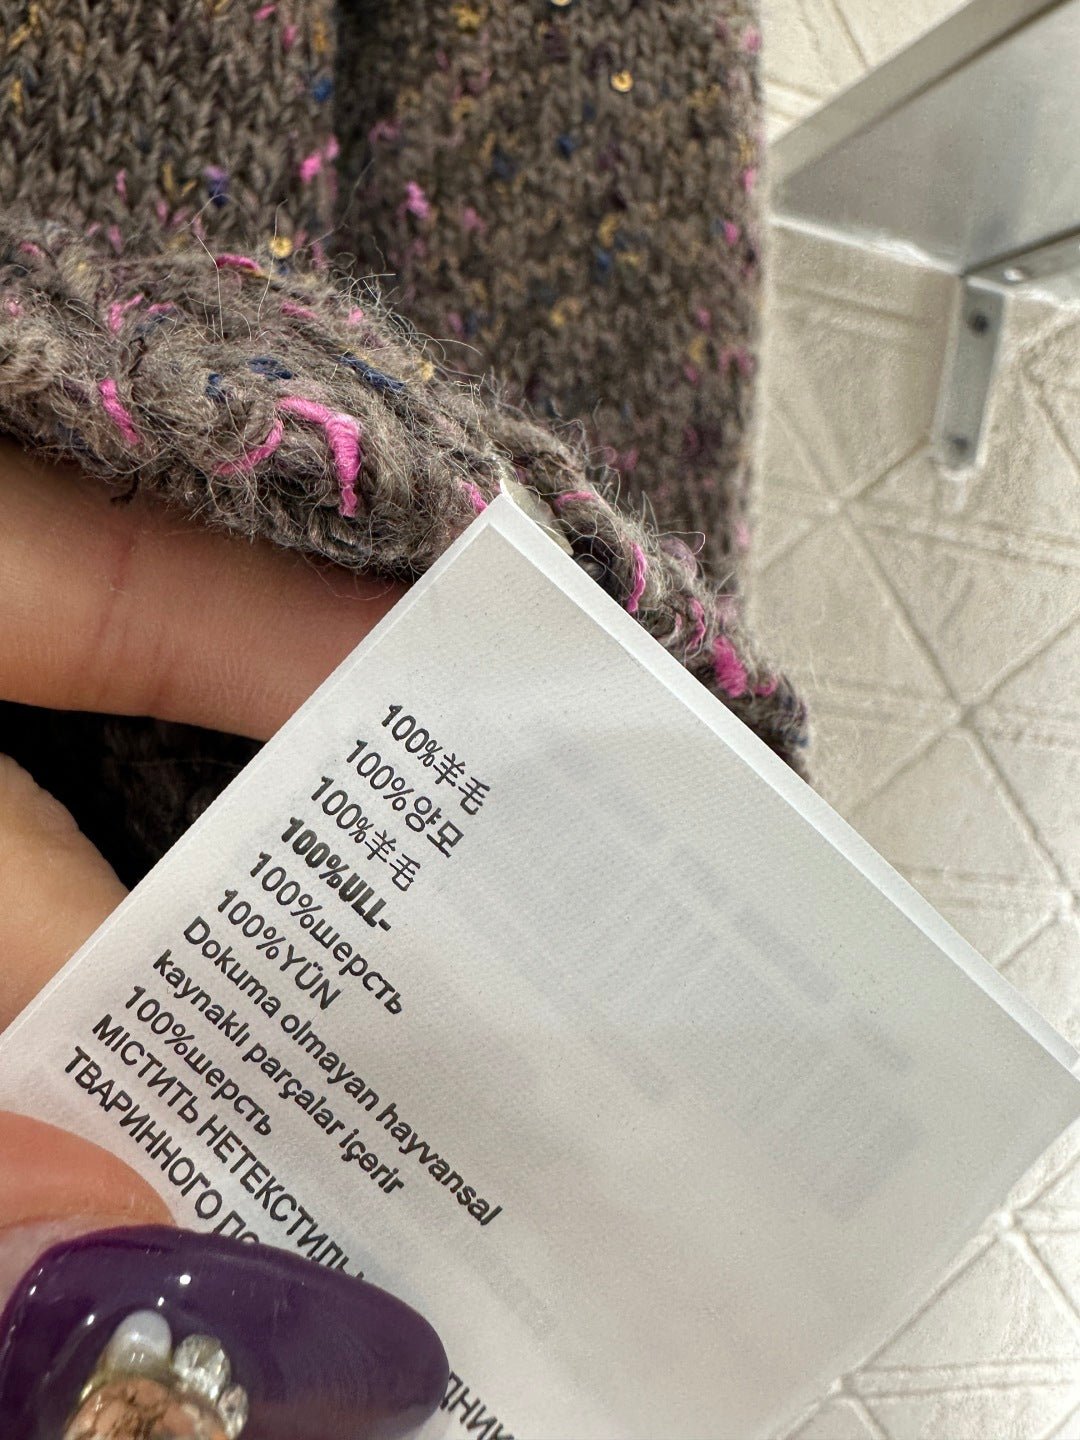 100%羊毛
100%양모
100%羊毛
100%ULL-
100%шерсть
100%YÜN
Dokuma olmayan hayvansal
kaynaklı parçalar içerir
100%шерсть
МІСТИТЬ НЕТЕКСТИЛЬ
ТВАРИННОГО